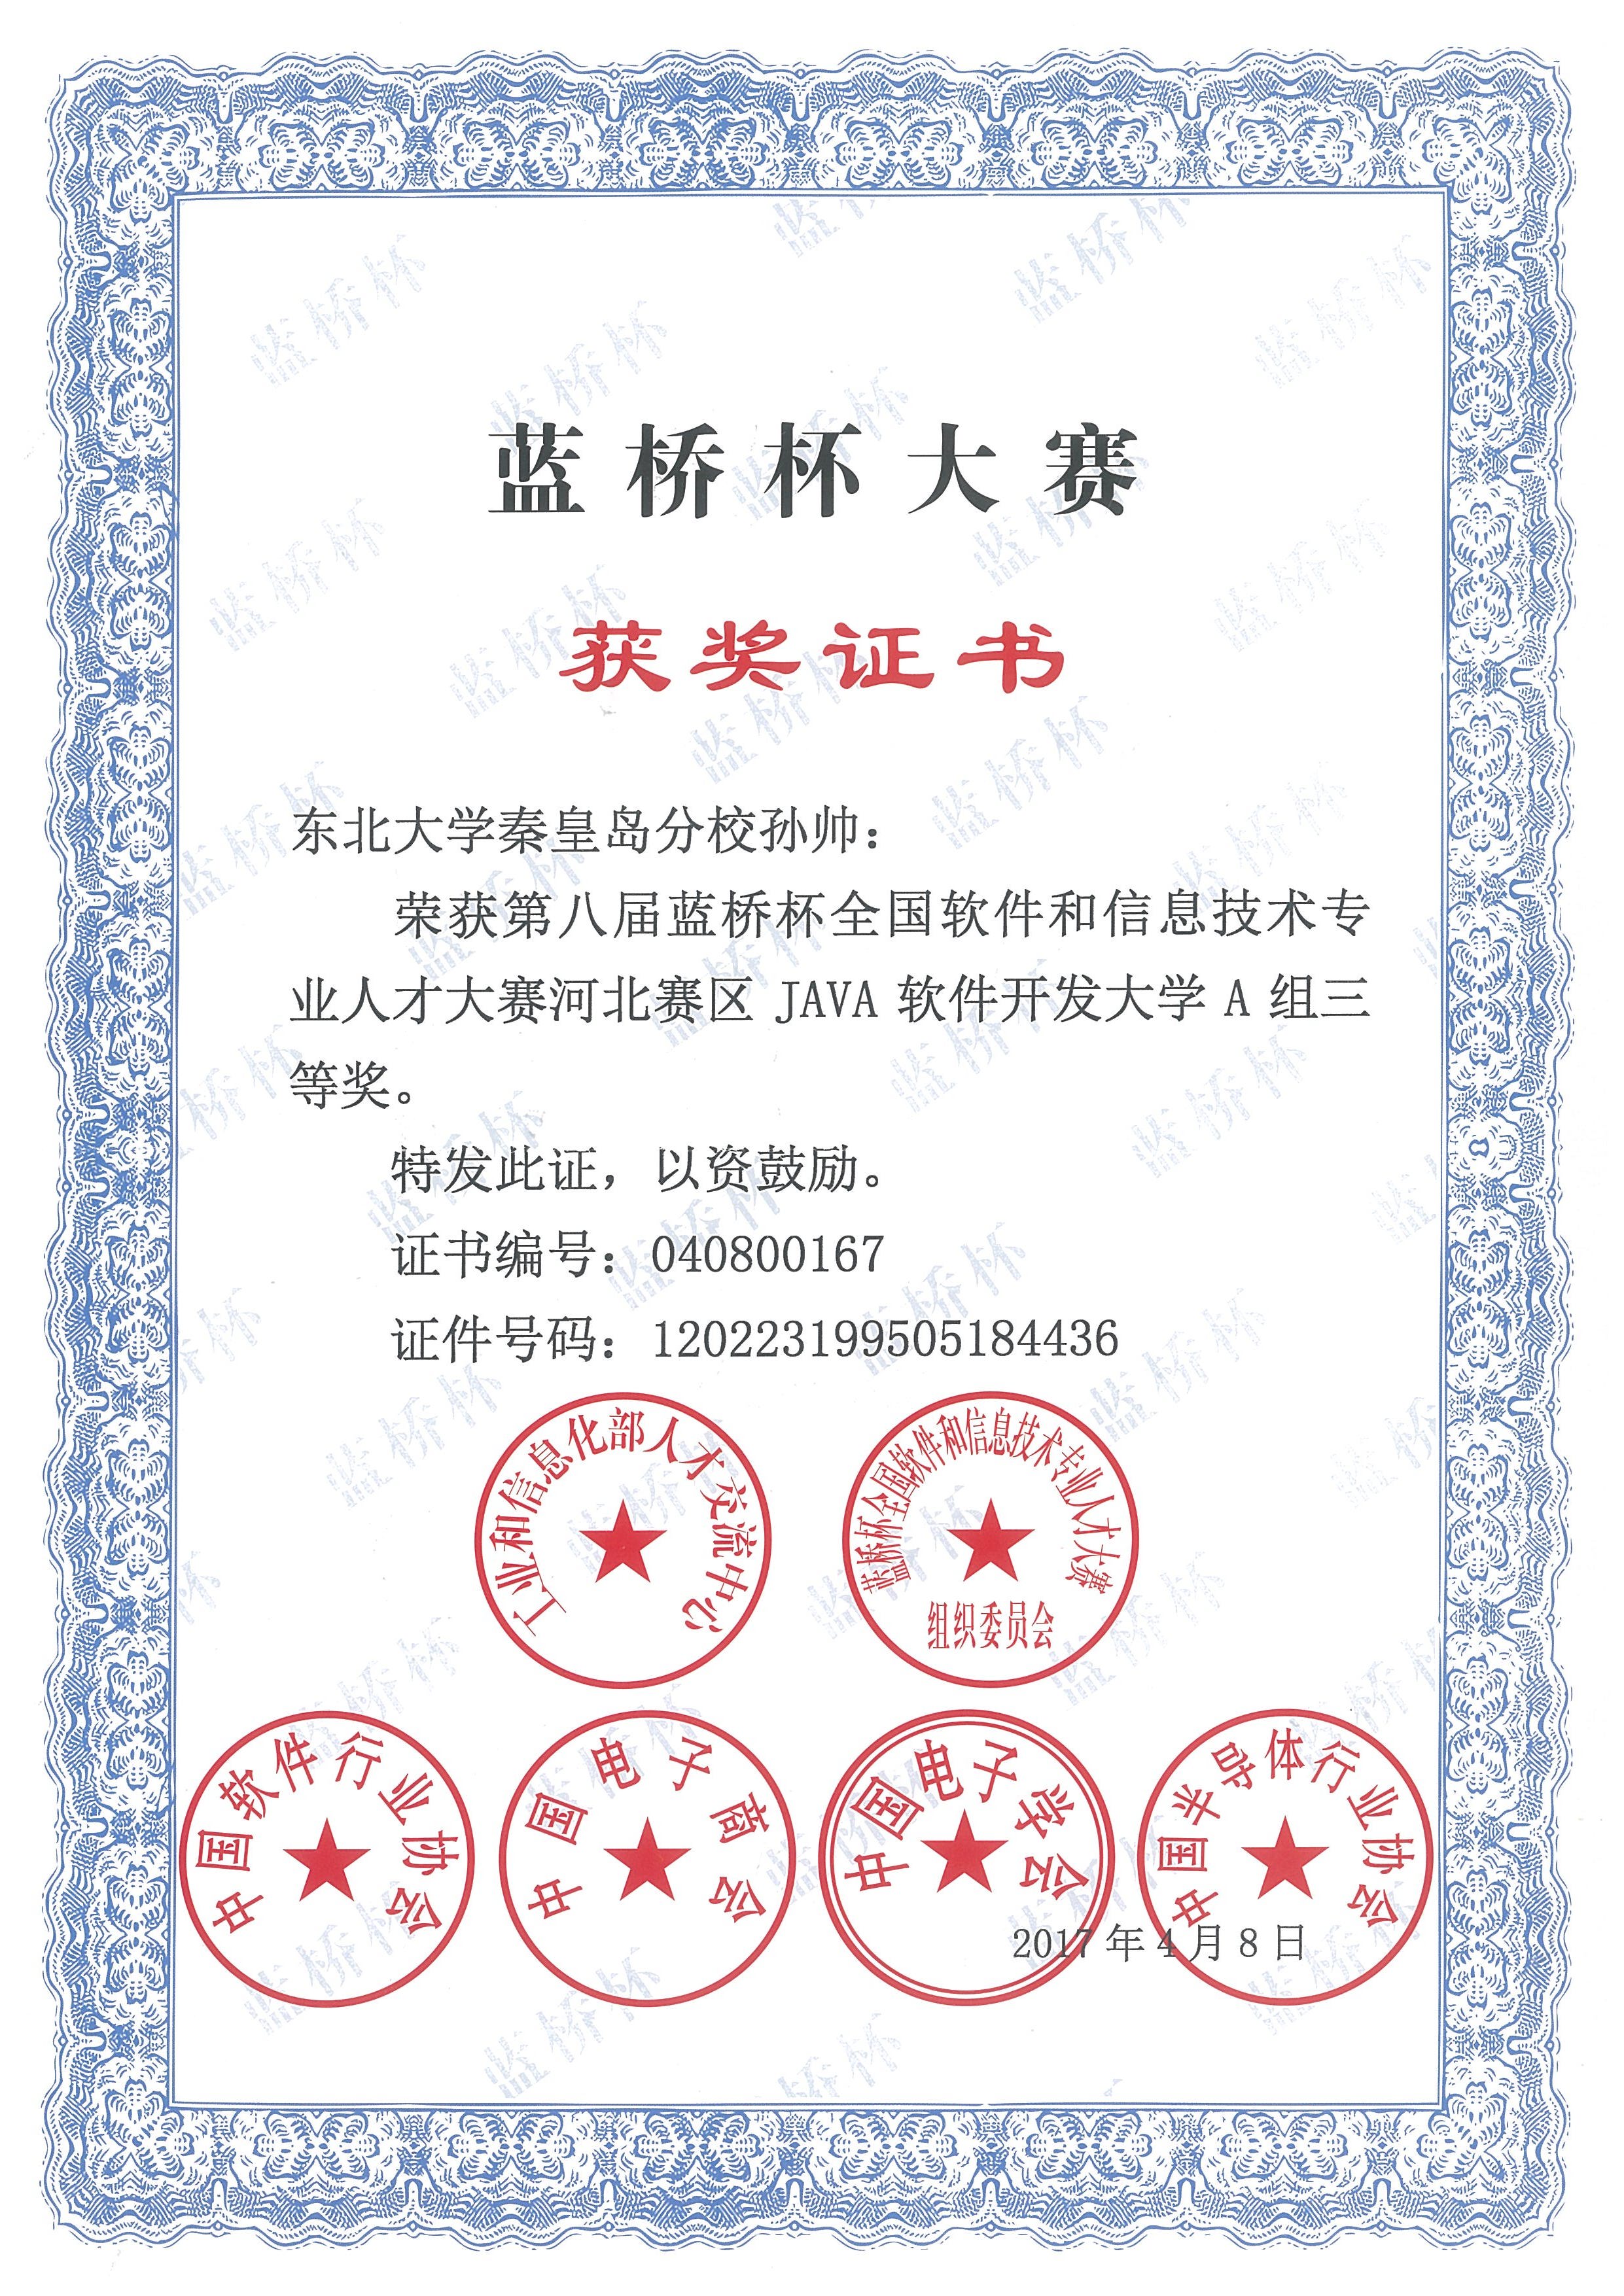 蓝桥杯大赛
获奖证书
东北大学秦皇岛分校孙帅：
荣获第八届蓝桥杯全国软件和信息技术专
业人才大赛河北赛区 JAVA 软件开发大学 A 组三
等奖。
特发此证，以资鼓励。
证书编号：040800167
证件号码：120223199505184436
工业和信息化部人才交流中心
蓝桥杯全国软件和信息技术专业人才大赛
组织委员会
中国软件行业协会
中国电子商会
中国电子学会
中国半导体行业协会
2017 年 4 月 8 日